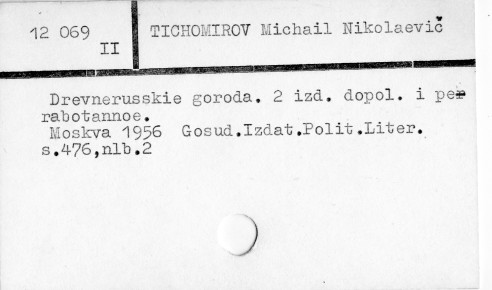 12 069
II
TICHOMIROV Michail Nikolaevič
Drevnerusskie goroda. 2 izd. dopol. i per
rabotannoe.
Moskva 1956 Gosud.Izdat.Polit.Liter.
s.476,nlb.2